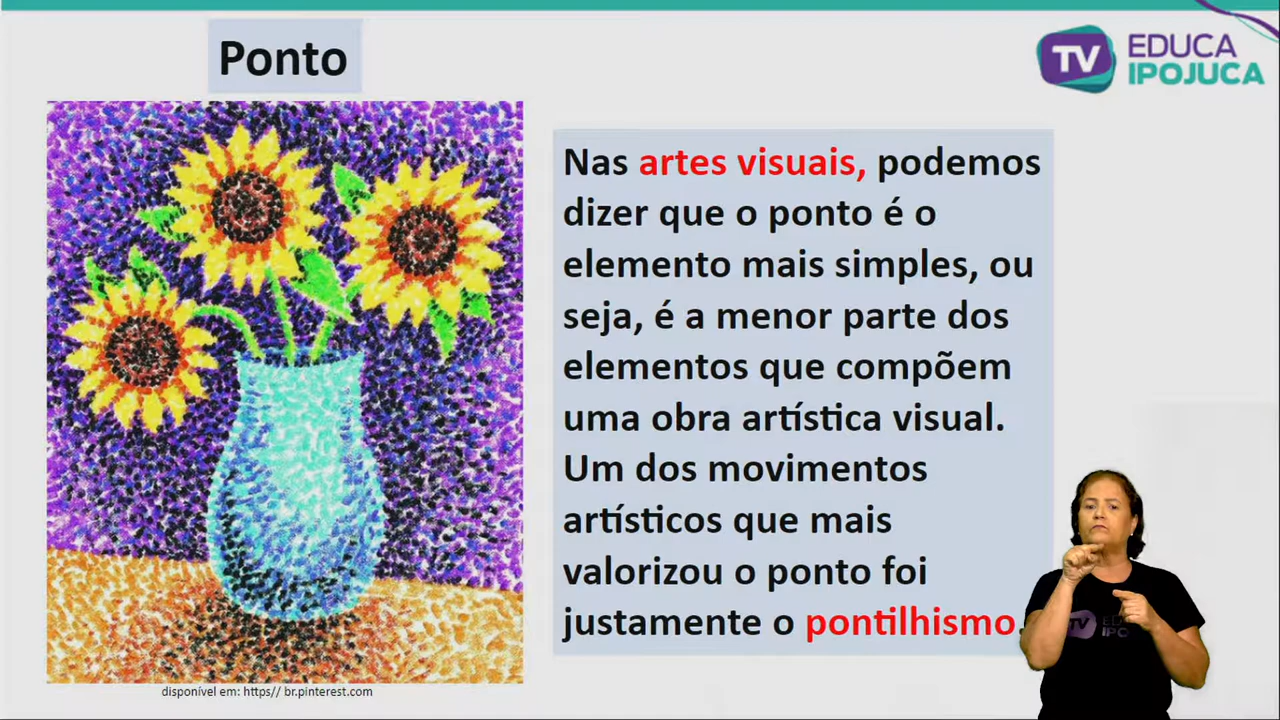 Ponto
TV EDUCA
IPOJUCA
Nas artes visuais, podemos
dizer que o ponto é o
elemento mais simples, ou
seja, é a menor parte dos
elementos que compõem
uma obra artística visual.
Um dos movimentos
artísticos que mais
valorizou o ponto foi
justamente o pontilhismo.
disponível em: https// br.pinterest.com
TV